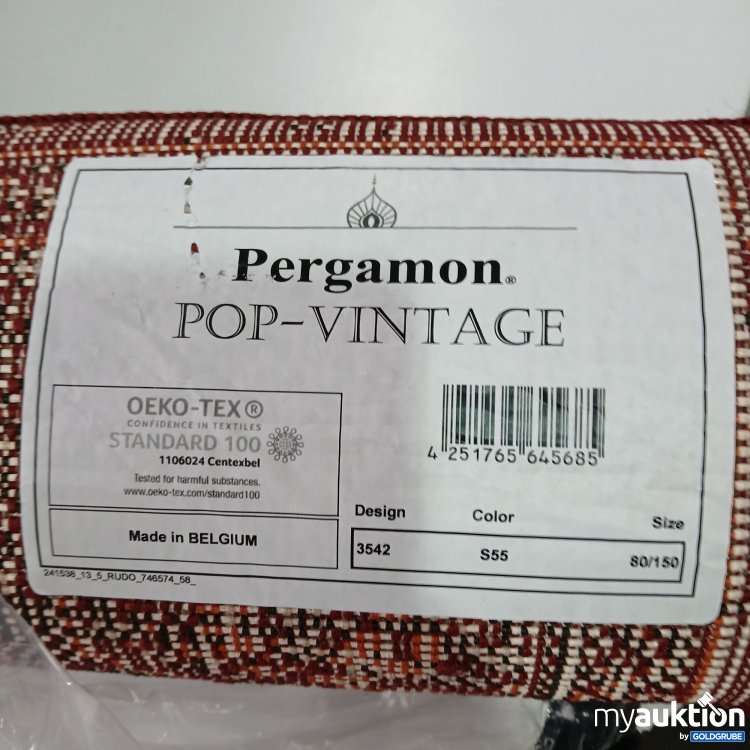 Pergamon®
POP-VINTAGE
OEKO-TEX®
CONFIDENCE IN TEXTILES
STANDARD 100
1106024 Centexbel
Tested for harmful substances.
www.oeko-tex.com/standard100
Made in BELGIUM
4 251765 645685
Design Color Size
3542 S55 80/150
241538_13_5_RUDO_746574_58_
myauktion
by GOLDGRUBE